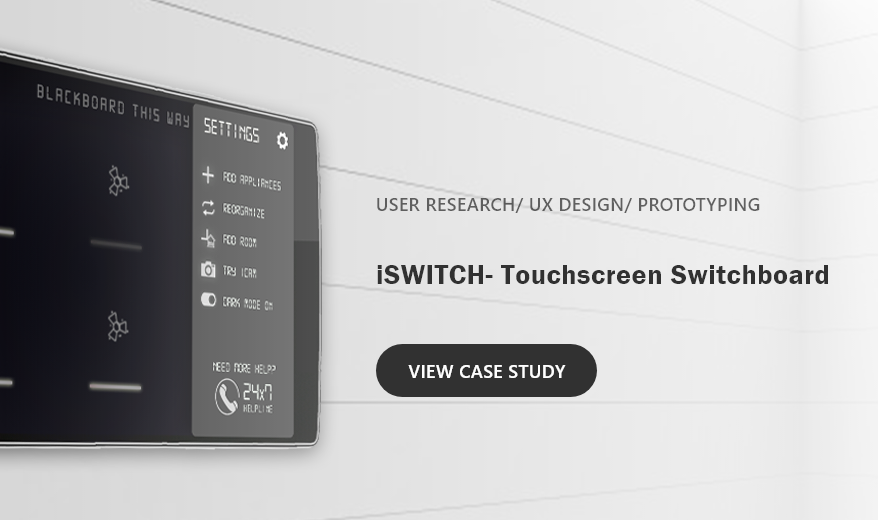 BLACKBOARD THIS WAY
SETTINGS
ADD APPLIANCES
REORGANIZE
ADD ROOM
TRY ICAM
DARK MODE ON
NEED MORE HELP?
24x7
HELPLINE
USER RESEARCH/ UX DESIGN/ PROTOTYPING
iSWITCH- Touchscreen Switchboard
VIEW CASE STUDY